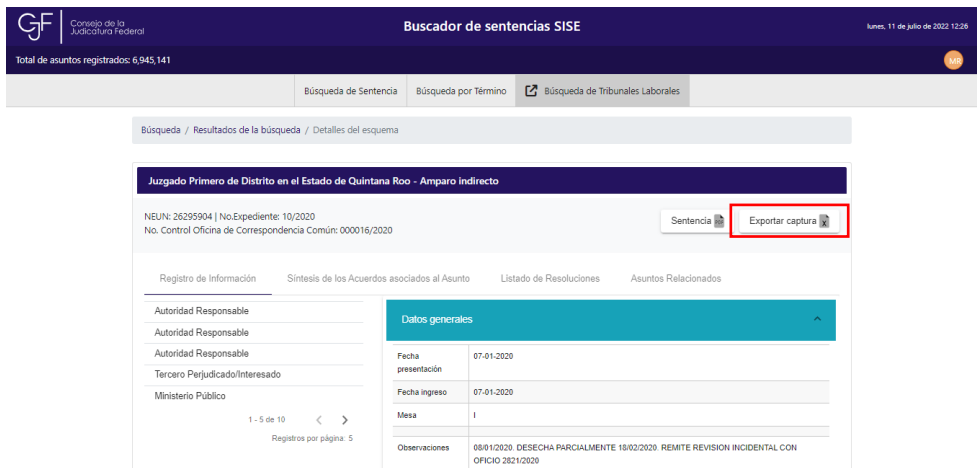 CJF
Consejo de la
Judicatura Federal
Buscador de sentencias SISE
lunes, 11 de julio de 2022 12:26
Total de asuntos registrados: 6,945,141
MR
Búsqueda de Sentencia
Búsqueda por Término
Búsqueda de Tribunales Laborales
Búsqueda / Resultados de la búsqueda / Detalles del esquema
Juzgado Primero de Distrito en el Estado de Quintana Roo - Amparo indirecto
NEUN: 26295904 | No.Expediente: 10/2020
No. Control Oficina de Correspondencia Común: 000016/2020
Sentencia
Exportar captura
Registro de Información
Síntesis de los Acuerdos asociados al Asunto
Listado de Resoluciones
Asuntos Relacionados
Autoridad Responsable
Autoridad Responsable
Autoridad Responsable
Tercero Perjudicado/Interesado
Ministerio Público
1 - 5 de 10
Registros por página: 5
Datos generales
Fecha presentación 07-01-2020
Fecha ingreso 07-01-2020
Mesa I
Observaciones 08/01/2020. DESECHA PARCIALMENTE 18/02/2020. REMITE REVISION INCIDENTAL CON
OFICIO 2821/2020